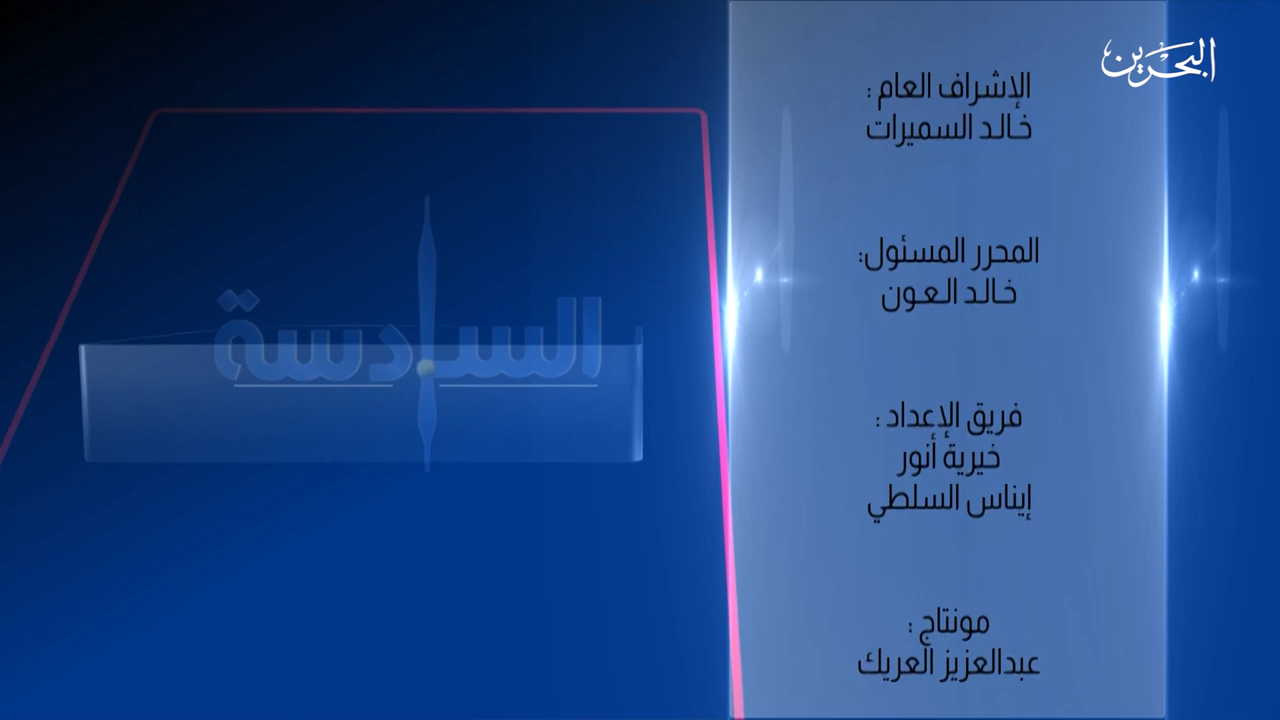 البحرين
الإشراف العام :
خالد السميرات
المحرر المسئول:
خالد العون
فريق الإعداد :
خيرية أنور
إيناس السلطي
مونتاج :
عبدالعزيز العريك
السادسة